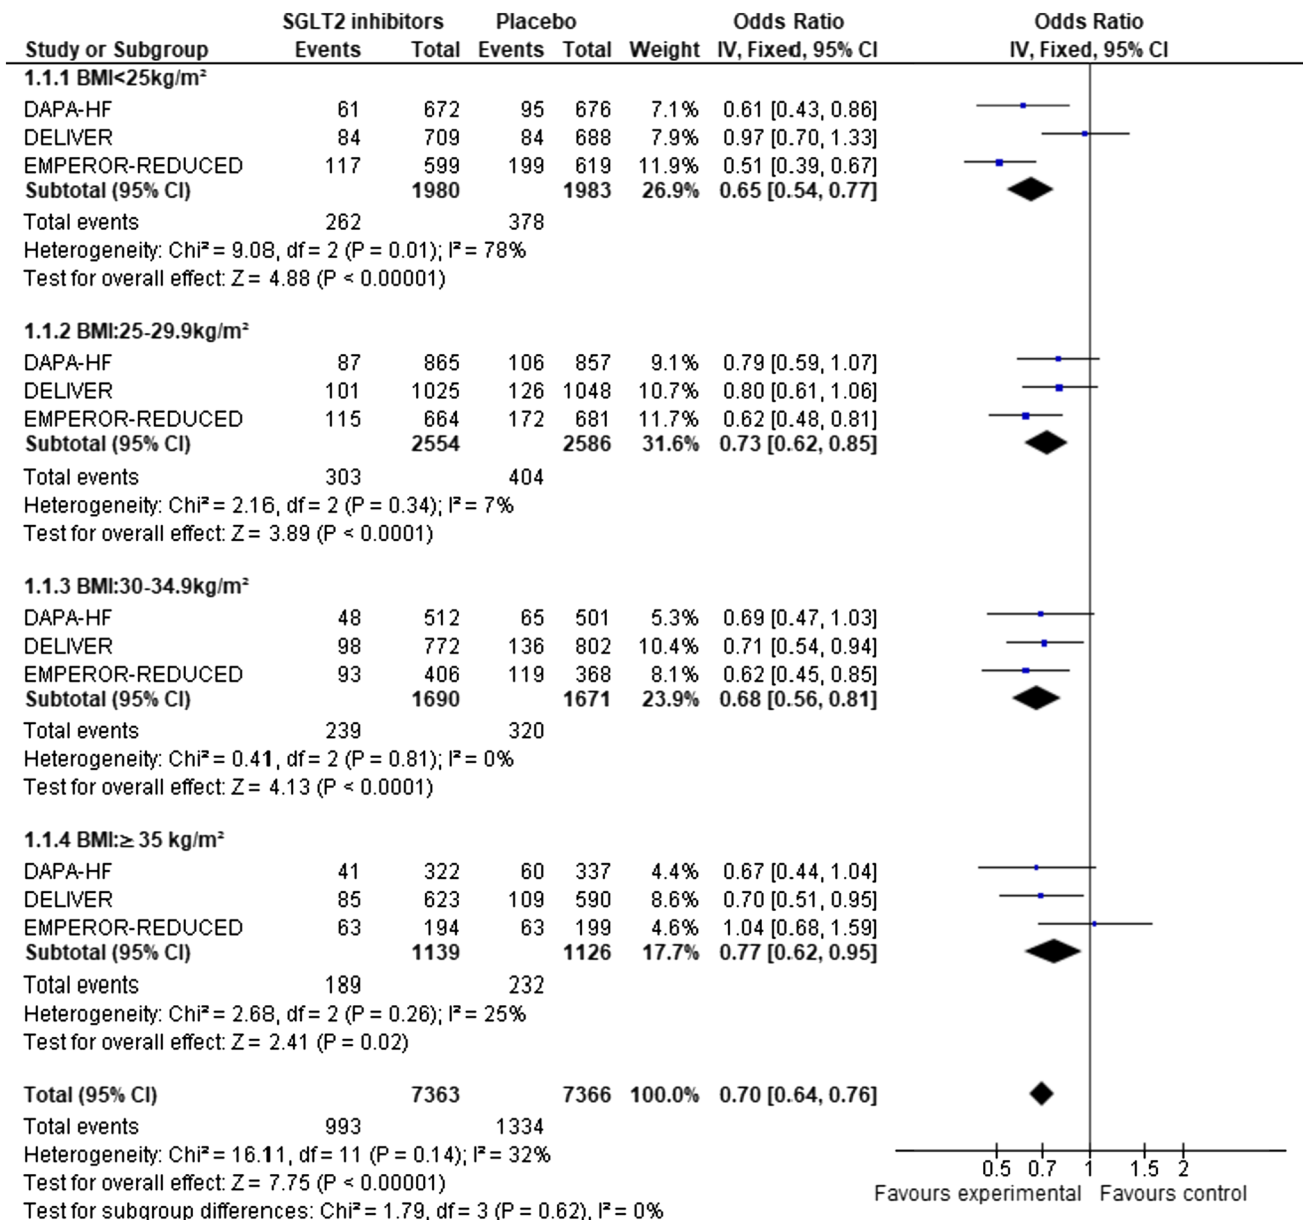 SGLT2 inhibitors Placebo Odds Ratio Odds Ratio
Study or Subgroup Events Total Events Total Weight IV, Fixed, 95% CI IV, Fixed, 95% CI
1.1.1 BMI<25kg/m²
DAPA-HF 61 672 95 676 7.1% 0.61 [0.43, 0.86]
DELIVER 84 709 84 688 7.9% 0.97 [0.70, 1.33]
EMPEROR-REDUCED 117 599 199 619 11.9% 0.51 [0.39, 0.67]
Subtotal (95% CI) 1980 1983 26.9% 0.65 [0.54, 0.77]
Total events 262 378
Heterogeneity: Chi² = 9.08, df = 2 (P = 0.01); I² = 78%
Test for overall effect: Z = 4.88 (P < 0.00001)
1.1.2 BMI:25-29.9kg/m²
DAPA-HF 87 865 106 857 9.1% 0.79 [0.59, 1.07]
DELIVER 101 1025 126 1048 10.7% 0.80 [0.61, 1.06]
EMPEROR-REDUCED 115 664 172 681 11.7% 0.62 [0.48, 0.81]
Subtotal (95% CI) 2554 2586 31.6% 0.73 [0.62, 0.85]
Total events 303 404
Heterogeneity: Chi² = 2.16, df = 2 (P = 0.34); I² = 7%
Test for overall effect: Z = 3.89 (P < 0.0001)
1.1.3 BMI:30-34.9kg/m²
DAPA-HF 48 512 65 501 5.3% 0.69 [0.47, 1.03]
DELIVER 98 772 136 802 10.4% 0.71 [0.54, 0.94]
EMPEROR-REDUCED 93 406 119 368 8.1% 0.62 [0.45, 0.85]
Subtotal (95% CI) 1690 1671 23.9% 0.68 [0.56, 0.81]
Total events 239 320
Heterogeneity: Chi² = 0.41, df = 2 (P = 0.81); I² = 0%
Test for overall effect: Z = 4.13 (P < 0.0001)
1.1.4 BMI:≥ 35 kg/m²
DAPA-HF 41 322 60 337 4.4% 0.67 [0.44, 1.04]
DELIVER 85 623 109 590 8.6% 0.70 [0.51, 0.95]
EMPEROR-REDUCED 63 194 63 199 4.6% 1.04 [0.68, 1.59]
Subtotal (95% CI) 1139 1126 17.7% 0.77 [0.62, 0.95]
Total events 189 232
Heterogeneity: Chi² = 2.68, df = 2 (P = 0.26); I² = 25%
Test for overall effect: Z = 2.41 (P = 0.02)
Total (95% CI) 7363 7366 100.0% 0.70 [0.64, 0.76]
Total events 993 1334
Heterogeneity: Chi² = 16.11, df = 11 (P = 0.14); I² = 32%
Test for overall effect: Z = 7.75 (P < 0.00001)
Test for subgroup differences: Chi² = 1.79, df = 3 (P = 0.62), I² = 0%
0.5 0.7 1 1.5 2
Favours experimental Favours control